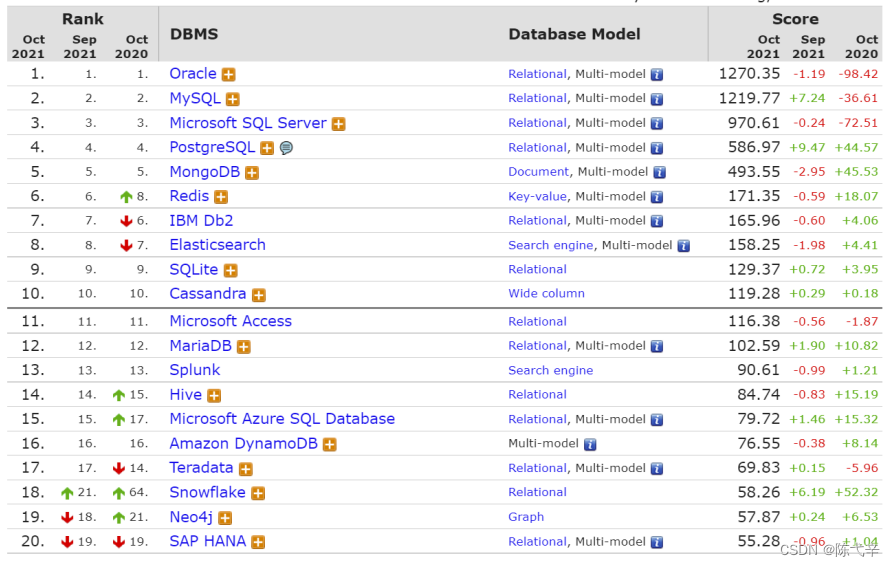 Rank Score
Oct Sep Oct DBMS Database Model Oct Sep Oct
2021 2021 2020 2021 2021 2020
1. 1. 1. Oracle Relational, Multi-model 1270.35 -1.19 -98.42
2. 2. 2. MySQL Relational, Multi-model 1219.77 +7.24 -36.61
3. 3. 3. Microsoft SQL Server Relational, Multi-model 970.61 -0.24 -72.51
4. 4. 4. PostgreSQL Relational, Multi-model 586.97 +9.47 +44.57
5. 5. 5. MongoDB Document, Multi-model 493.55 -2.95 +45.53
6. 6. 8. Redis Key-value, Multi-model 171.35 -0.59 +18.07
7. 7. 6. IBM Db2 Relational, Multi-model 165.96 -0.60 +4.06
8. 8. 7. Elasticsearch Search engine, Multi-model 158.25 -1.98 +4.41
9. 9. 9. SQLite Relational 129.37 +0.72 +3.95
10. 10. 10. Cassandra Wide column 119.28 +0.29 +0.18
11. 11. 11. Microsoft Access Relational 116.38 -0.56 -1.87
12. 12. 12. MariaDB Relational, Multi-model 102.59 +1.90 +10.82
13. 13. 13. Splunk Search engine 90.61 -0.99 +1.21
14. 14. 15. Hive Relational 84.74 -0.83 +15.19
15. 15. 17. Microsoft Azure SQL Database Relational, Multi-model 79.72 +1.46 +15.32
16. 16. 16. Amazon DynamoDB Multi-model 76.55 -0.38 +8.14
17. 17. 14. Teradata Relational, Multi-model 69.83 +0.15 -5.96
18. 21. 64. Snowflake Relational 58.26 +6.19 +52.32
19. 18. 21. Neo4j Graph 57.87 +0.24 +6.53
20. 19. 19. SAP HANA Relational, Multi-model 55.28 -0.96 +1.04
CSDN @陈弋辛